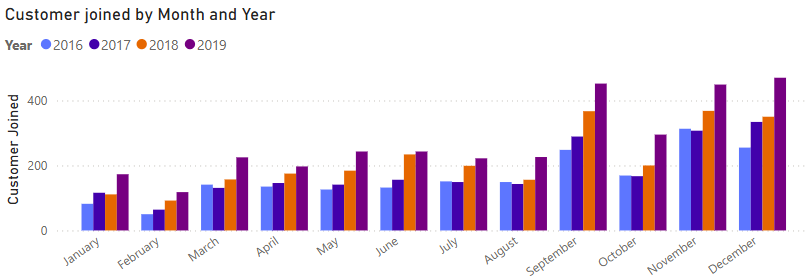 Customer joined by Month and Year
Year 2016 2017 2018 2019
Customer Joined
400
200
0
January February March April May June July August September October November December